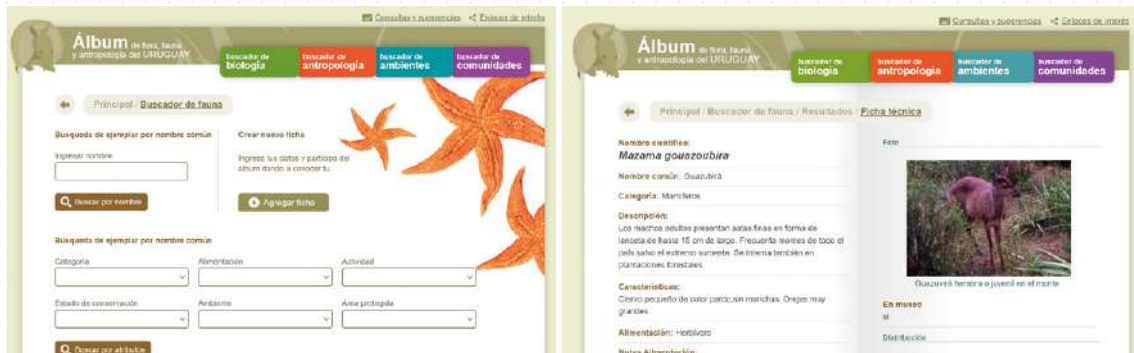 Consultas y sugerencias Enlaces de interés
Álbum de flora, fauna
y antropología del URUGUAY
buscador de
biología
buscador de
antropología
buscador de
ambientes
buscador de
comunidades
Principal / Buscador de fauna
Búsqueda de ejemplar por nombre común
Ingresar nombre
Buscar por nombre
Crear nueva ficha
Ingrese sus datos y participe del
álbum dando a conocer tu
Agregar ficha
Búsqueda de ejemplar por nombre común
Categoría
Alimentación
Actividad
Estado de conservación
Ambiente
Area protegida
Buscar por atributos
Consultas y sugerencias Enlaces de interés
Álbum de flora, fauna
y antropología del URUGUAY
buscador de
biología
buscador de
antropología
buscador de
ambientes
buscador de
comunidades
Principal / Buscador de fauna / Resultados / Ficha técnica
Nombre científico:
Mazama gouazoubira
Nombre común: Guazubirá
Categoría: Mamíferos
Descripción:
Los machos adultos presentan astas finas en forma de
lanceta de hasta 15 cm de largo. Frecuenta montes de todo el
país salvo el extremo suroeste. Se interna también en
plantaciones forestales.
Características:
Ciervo pequeño de color pardo, sin manchas. Orejas muy
grandes.
Alimentación: Herbívoro
Notas Alimentación:
Foto
Guazuvirá hembra o juvenil en el monte
En museo
si
Distribución